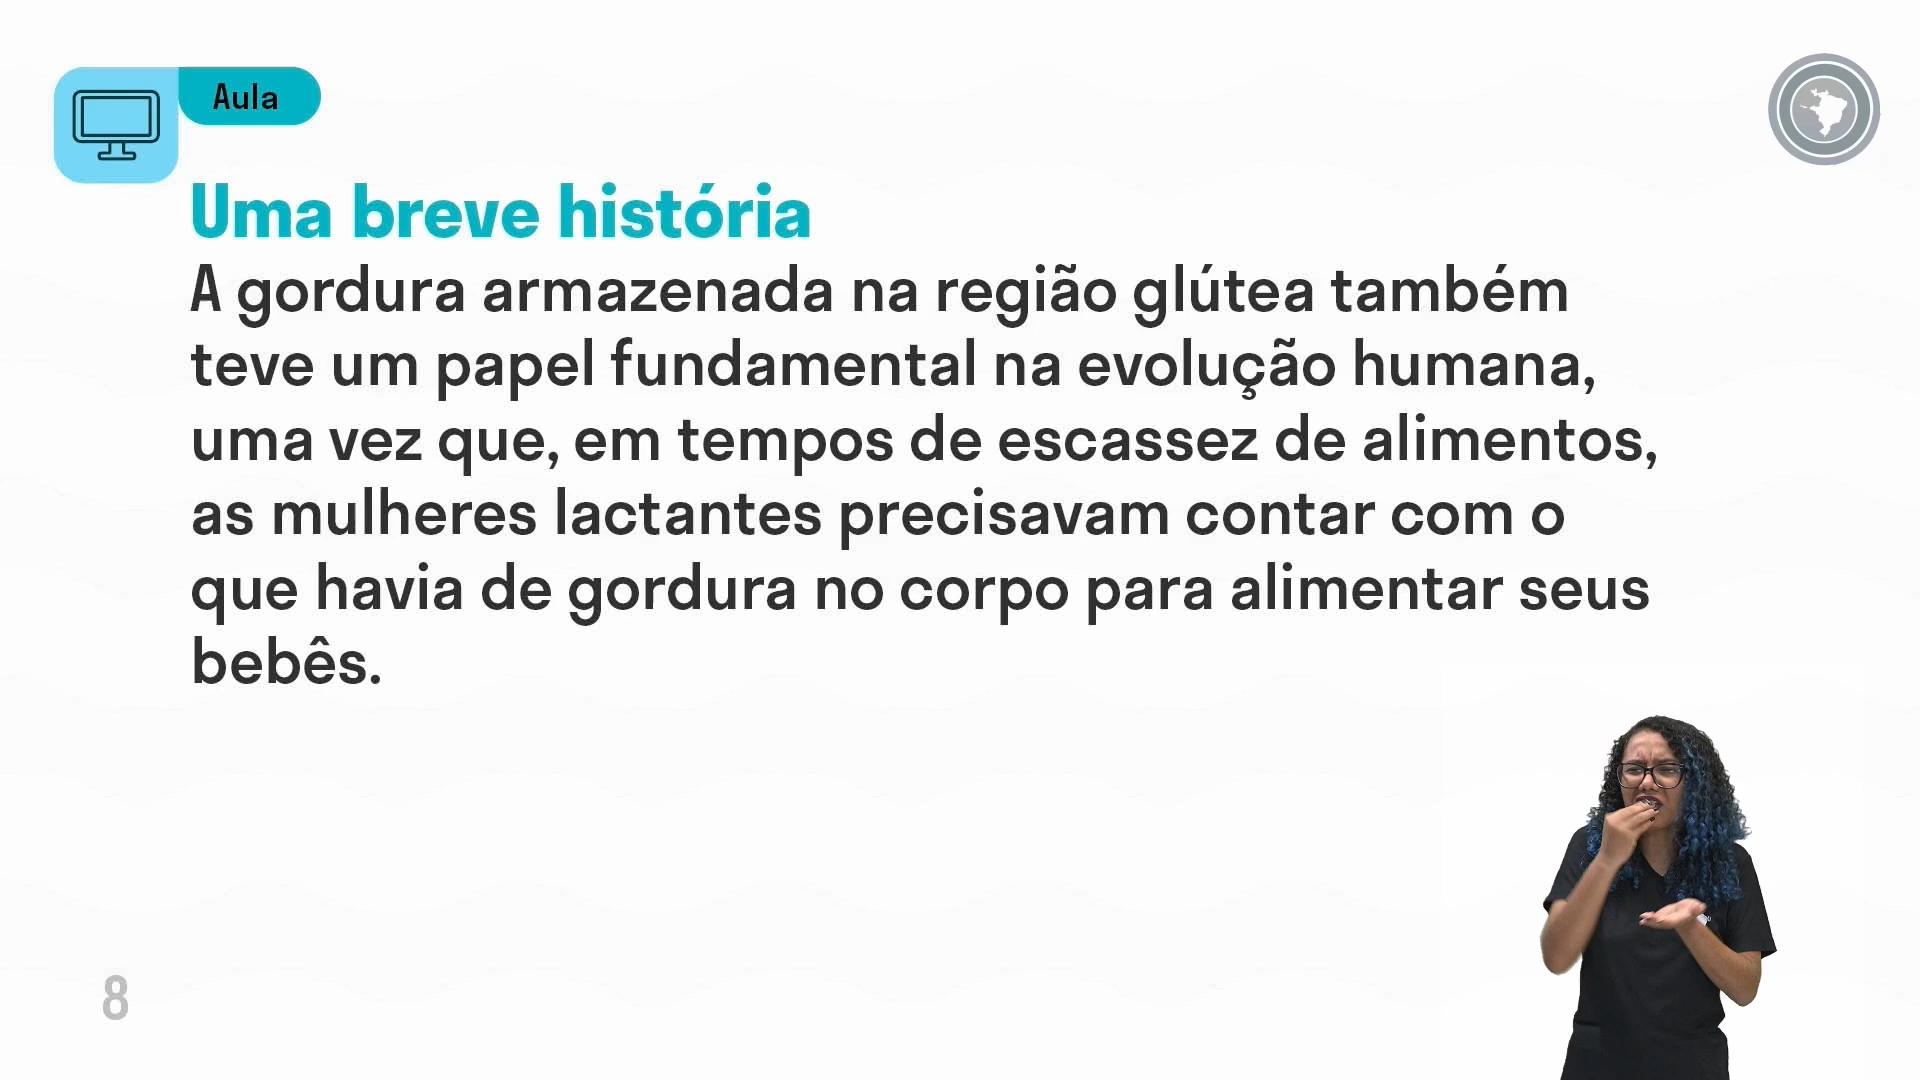 Aula
Uma breve história
A gordura armazenada na região glútea também
teve um papel fundamental na evolução humana,
uma vez que, em tempos de escassez de alimentos,
as mulheres lactantes precisavam contar com o
que havia de gordura no corpo para alimentar seus
bebês.
8